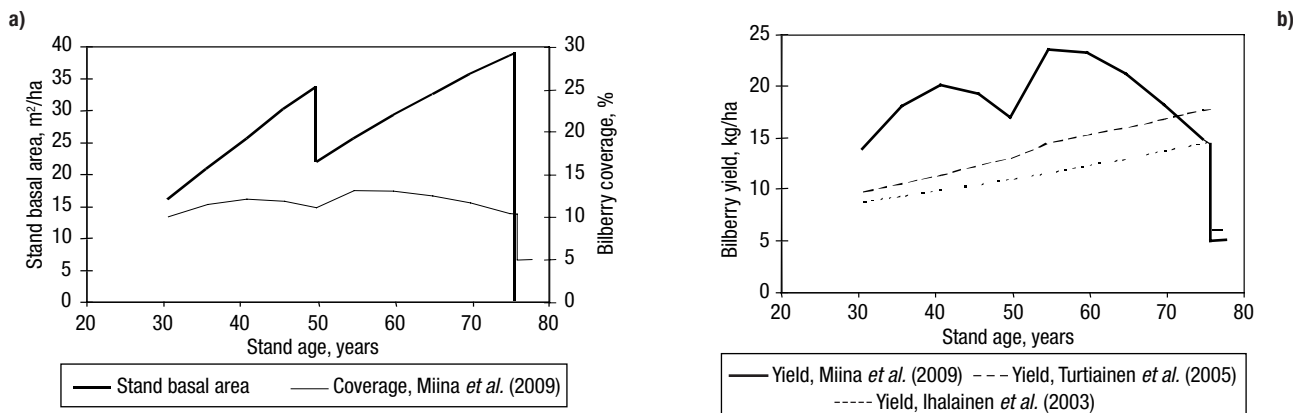 a)
40
35
30
25
20
15
10
5
0
Stand basal area, m²/ha
30
25
20
15
10
5
0
Bilberry coverage, %
20 30 40 50 60 70 80
Stand age, years
Stand basal area
Coverage, Miina et al. (2009)
b)
25
20
15
10
5
0
Bilberry yield, kg/ha
20 30 40 50 60 70 80
Stand age, years
Yield, Miina et al. (2009)
Yield, Turtiainen et al. (2005)
Yield, Ihalainen et al. (2003)